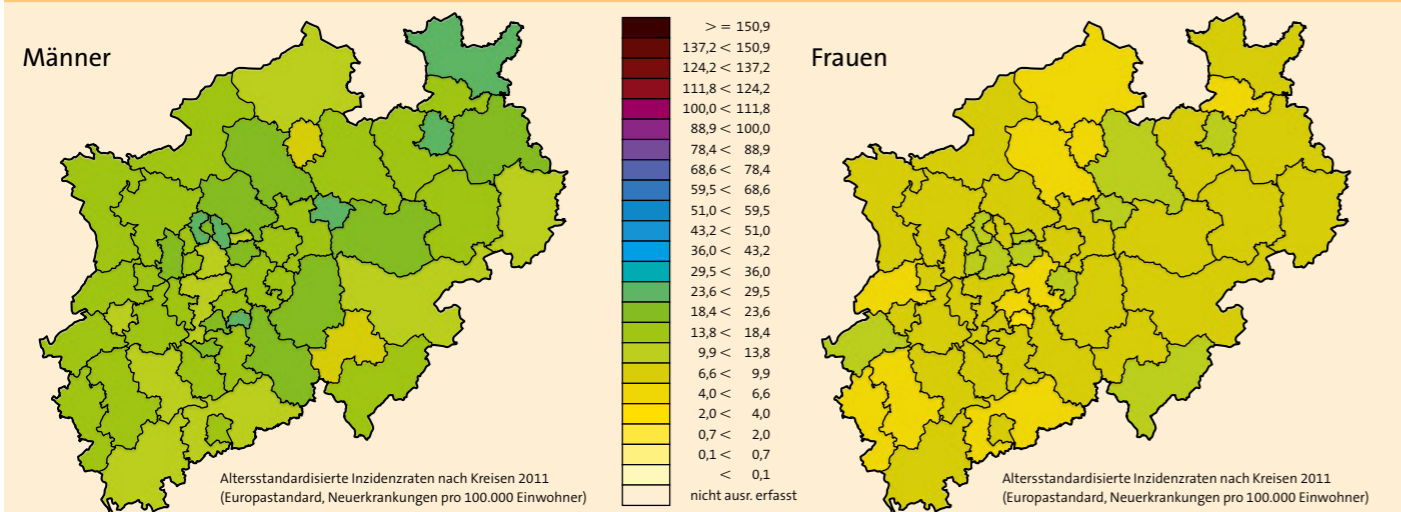 Männer
> = 150,9
137,2 < 150,9
124,2 < 137,2
111,8 < 124,2
100,0 < 111,8
88,9 < 100,0
78,4 < 88,9
68,6 < 78,4
59,5 < 68,6
51,0 < 59,5
43,2 < 51,0
36,0 < 43,2
29,5 < 36,0
23,6 < 29,5
18,4 < 23,6
13,8 < 18,4
9,9 < 13,8
6,6 < 9,9
4,0 < 6,6
2,0 < 4,0
0,7 < 2,0
0,1 < 0,7
< 0,1
nicht ausr. erfasst
Altersstandardisierte Inzidenzraten nach Kreisen 2011
(Europastandard, Neuerkrankungen pro 100.000 Einwohner)
Frauen
Altersstandardisierte Inzidenzraten nach Kreisen 2011
(Europastandard, Neuerkrankungen pro 100.000 Einwohner)